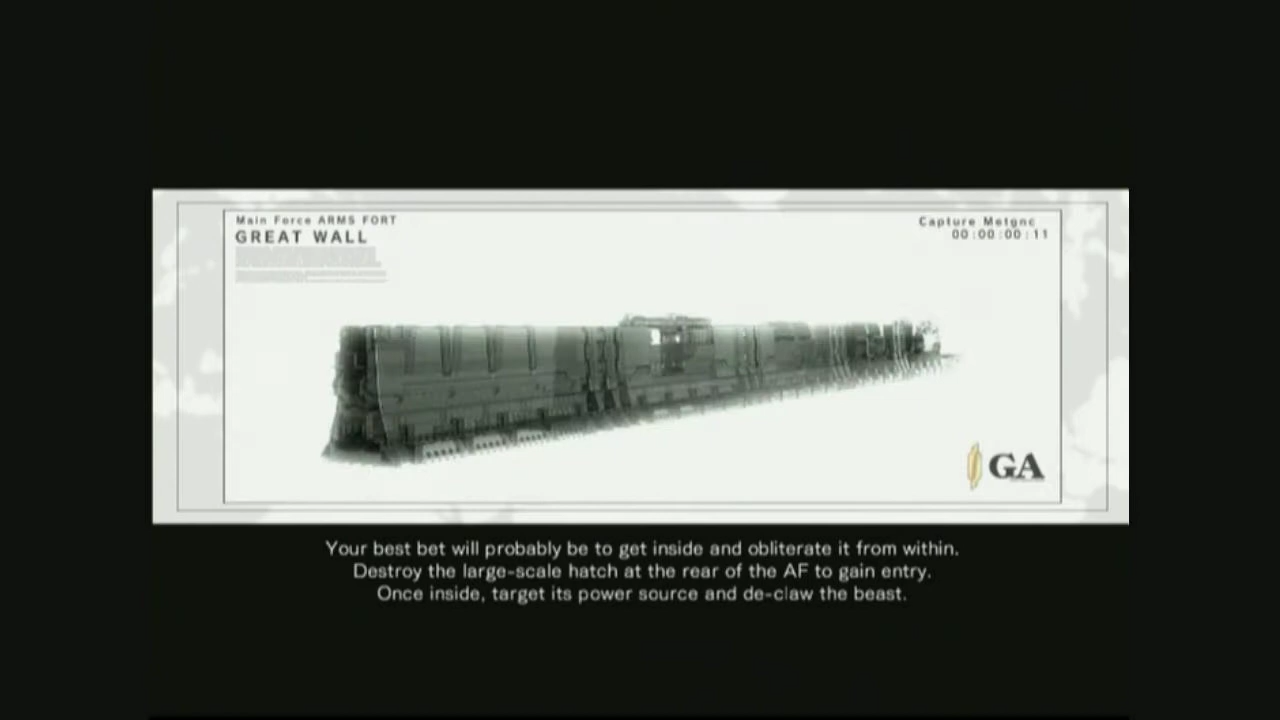 Main Force ARMS FORT
GREAT WALL
Capture Metgnc
00:00:00:11
GA
Your best bet will probably be to get inside and obliterate it from within.
Destroy the large-scale hatch at the rear of the AF to gain entry.
Once inside, target its power source and de-claw the beast.